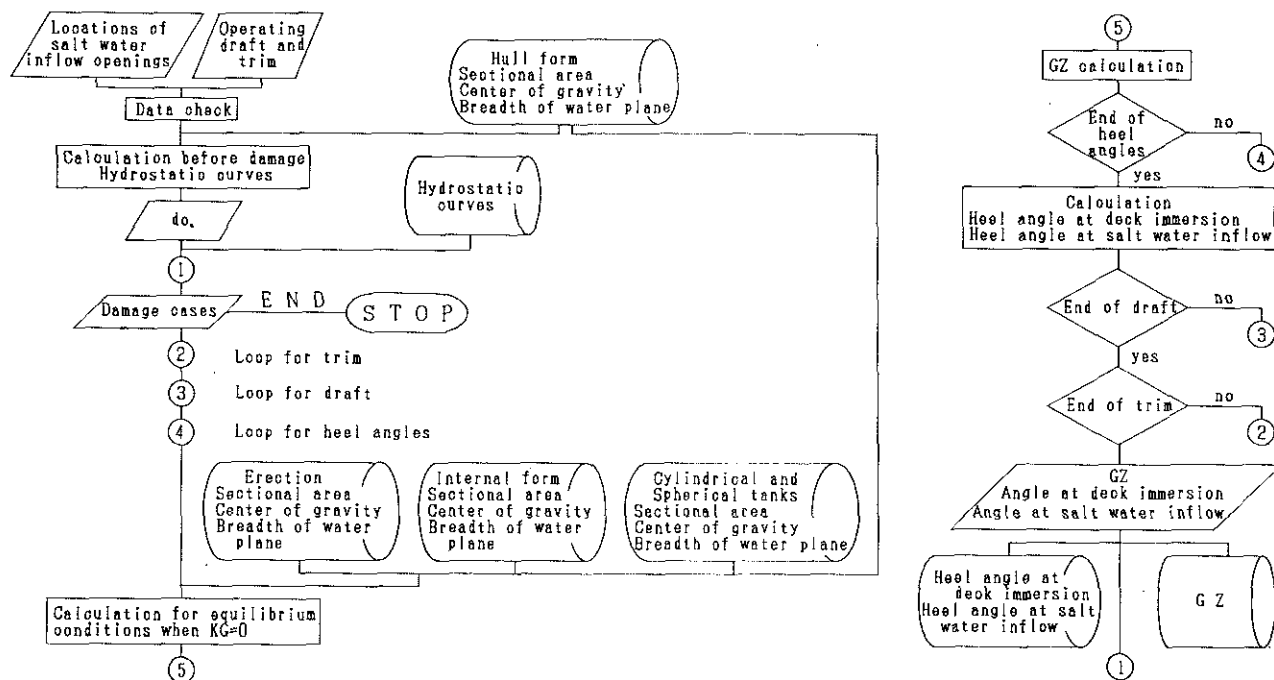 Locations of
salt water
inflow openings
Operating
draft and
trim
Data check
Hull form
Sectional area
Center of gravity
Breadth of water plane
Calculation before damage
Hydrostatic curves
Hydrostatic
curves
do.
1
Damage cases
E N D
S T O P
2
Loop for trim
3
Loop for draft
4
Loop for heel angles
Erection
Sectional area
Center of gravity
Breadth of water
plane
Internal form
Sectional area
Center of gravity
Breadth of water
plane
Cylindrical and
Spherical tanks
Sectional area
Center of gravity
Breadth of water plane
Calculation for equilibrium
conditions when KG=0
5
5
GZ calculation
End of
heel
angles
no
4
yes
Calculation
Heel angle at deck immersion
Heel angle at salt water inflow
End of draft
no
3
yes
End of trim
no
2
GZ
Angle at deck immersion
Angle at salt water inflow
Heel angle at
deck immersion
Heel angle at salt
water inflow
G Z
1